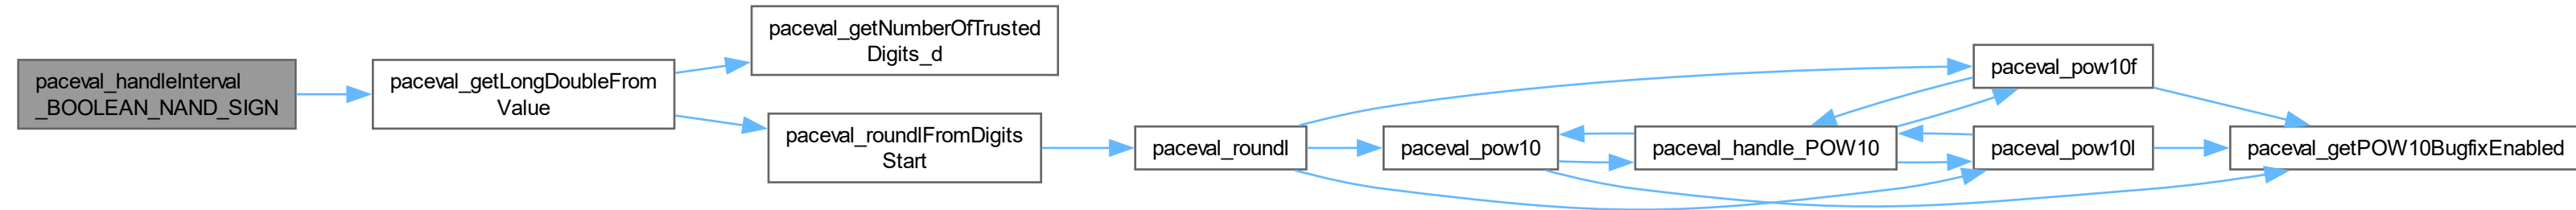 paceval_handleInterval
_BOOLEAN_NAND_SIGN
paceval_getLongDoubleFrom
Value
paceval_getNumberOfTrusted
Digits_d
paceval_roundlFromDigits
Start
paceval_roundl
paceval_pow10
paceval_handle_POW10
paceval_pow10f
paceval_pow10l
paceval_getPOW10BugfixEnabled